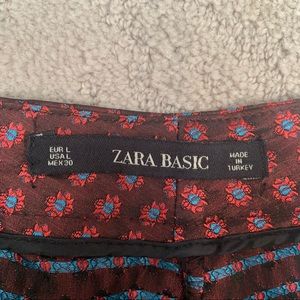 EUR L
USA L
MEX 30
ZARA BASIC
MADE
IN
TURKEY